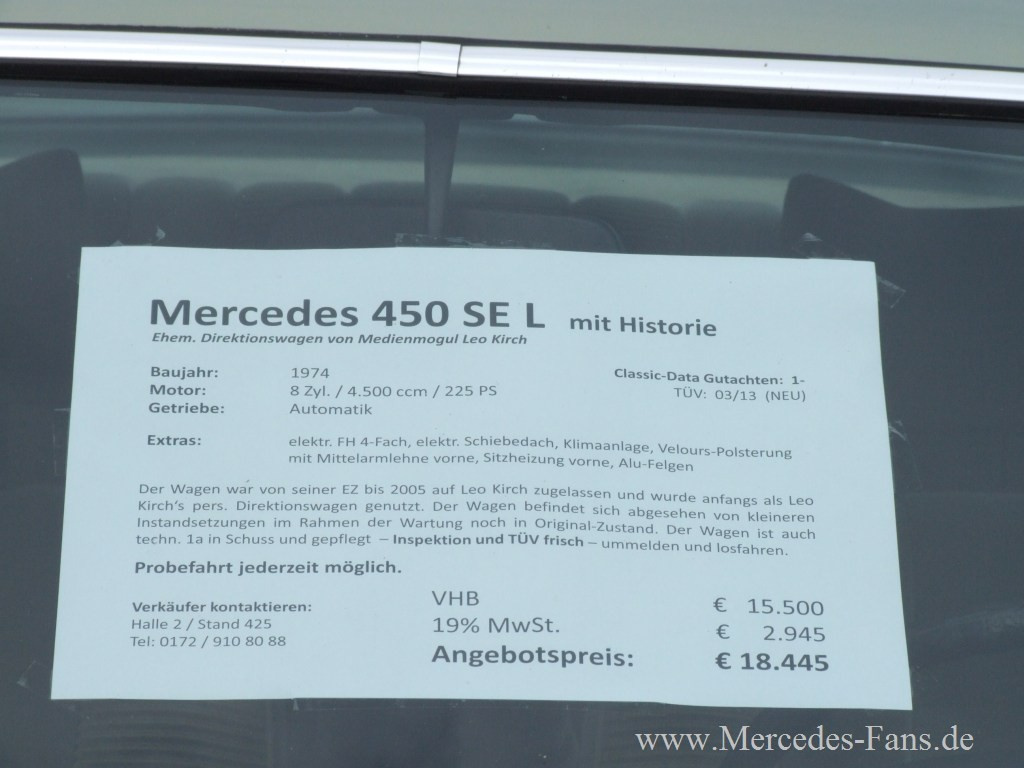 Mercedes 450 SE L mit Historie
Ehem. Direktionswagen von Medienmogul Leo Kirch
Baujahr: 1974
Motor: 8 Zyl. / 4.500 ccm / 225 PS
Getriebe: Automatik
Classic-Data Gutachten: 1-
TÜV: 03/13 (NEU)
Extras: elektr. FH 4-Fach, elektr. Schiebedach, Klimaanlage, Velours-Polsterung
mit Mittelarmlehne vorne, Sitzheizung vorne, Alu-Felgen
Der Wagen war von seiner EZ bis 2005 auf Leo Kirch zugelassen und wurde anfangs als Leo
Kirch's pers. Direktionswagen genutzt. Der Wagen befindet sich abgesehen von kleineren
Instandsetzungen im Rahmen der Wartung noch in Original-Zustand. Der Wagen ist auch
techn. 1a in Schuss und gepflegt – Inspektion und TÜV frisch – ummelden und losfahren.
Probefahrt jederzeit möglich.
Verkäufer kontaktieren:
Halle 2 / Stand 425
Tel: 0172 / 910 80 88
VHB € 15.500
19% MwSt. € 2.945
Angebotspreis: € 18.445
www.Mercedes-Fans.de